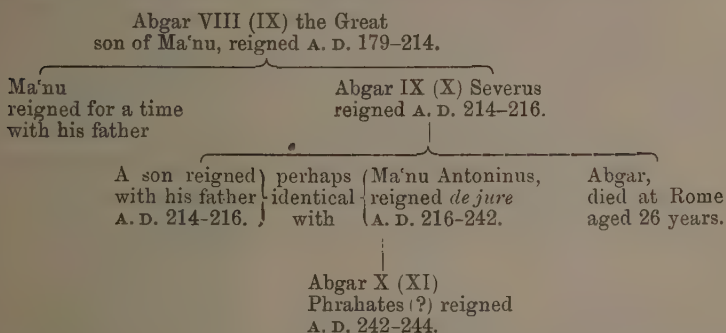 Abgar VIII (IX) the Great
son of Ma‘nu, reigned A. D. 179–214.
Ma‘nu
reigned for a time
with his father
Abgar IX (X) Severus
reigned A. D. 214–216.
A son reigned
with his father
A. D. 214-216.
perhaps
identical
with
Ma‘nu Antoninus,
reigned de jure
A. D. 216-242.
Abgar,
died at Rome
aged 26 years.
Abgar X (XI)
Phrahates (?) reigned
A. D. 242–244.